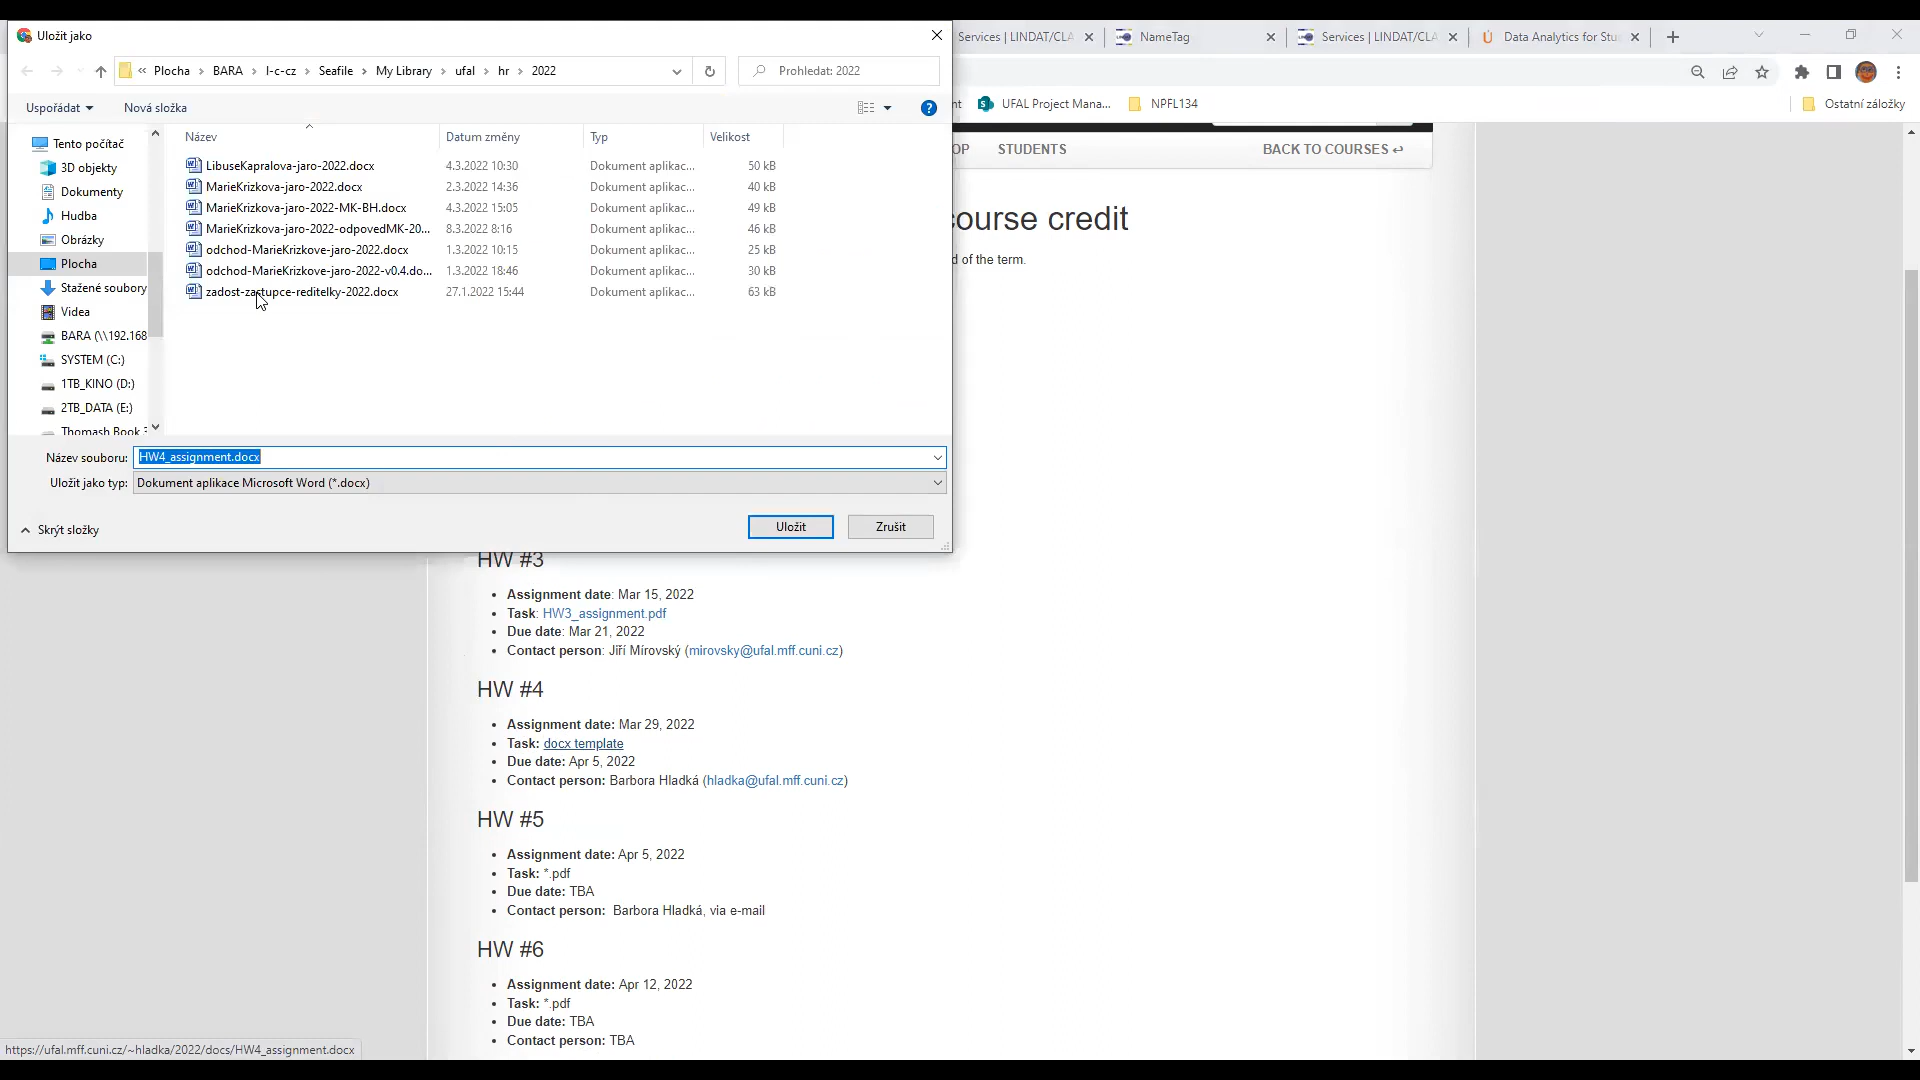 Uložit jako
Services | LINDAT/CLA
NameTag
Services | LINDAT/CLA
Data Analytics for Stu
« Plocha › BARA › l-c-cz › Seafile › My Library › ufal › hr › 2022
Prohledat: 2022
Uspořádat
Nová složka
UFAL Project Mana...
NPFL134
Ostatní záložky
Tento počítač
3D objekty
Dokumenty
Hudba
Obrázky
Plocha
Stažené soubory
Videa
BARA (\\192.168
SYSTEM (C:)
1TB_KINO (D:)
2TB_DATA (E:)
Thomash Book 3
Název Datum změny Typ Velikost
LibuseKapralova-jaro-2022.docx 4.3.2022 10:30 Dokument aplikac... 50 kB
MarieKrizkova-jaro-2022.docx 2.3.2022 14:36 Dokument aplikac... 40 kB
MarieKrizkova-jaro-2022-MK-BH.docx 4.3.2022 15:05 Dokument aplikac... 49 kB
MarieKrizkova-jaro-2022-odpovedMK-20... 8.3.2022 8:16 Dokument aplikac... 46 kB
odchod-MarieKrizkove-jaro-2022.docx 1.3.2022 10:15 Dokument aplikac... 25 kB
odchod-MarieKrizkove-jaro-2022-v0.4.do... 1.3.2022 18:46 Dokument aplikac... 30 kB
zadost-zastupce-reditelky-2022.docx 27.1.2022 15:44 Dokument aplikac... 63 kB
Název souboru: HW4_assignment.docx
Uložit jako typ: Dokument aplikace Microsoft Word (*.docx)
Skrýt složky
Uložit
Zrušit
OP STUDENTS BACK TO COURSES ↩
course credit
d of the term.
HW #3
• Assignment date: Mar 15, 2022
• Task: HW3_assignment.pdf
• Due date: Mar 21, 2022
• Contact person: Jiří Mírovský (mirovsky@ufal.mff.cuni.cz)
HW #4
• Assignment date: Mar 29, 2022
• Task: docx template
• Due date: Apr 5, 2022
• Contact person: Barbora Hladká (hladka@ufal.mff.cuni.cz)
HW #5
• Assignment date: Apr 5, 2022
• Task: *.pdf
• Due date: TBA
• Contact person: Barbora Hladká, via e-mail
HW #6
• Assignment date: Apr 12, 2022
• Task: *.pdf
• Due date: TBA
• Contact person: TBA
https://ufal.mff.cuni.cz/~hladka/2022/docs/HW4_assignment.docx